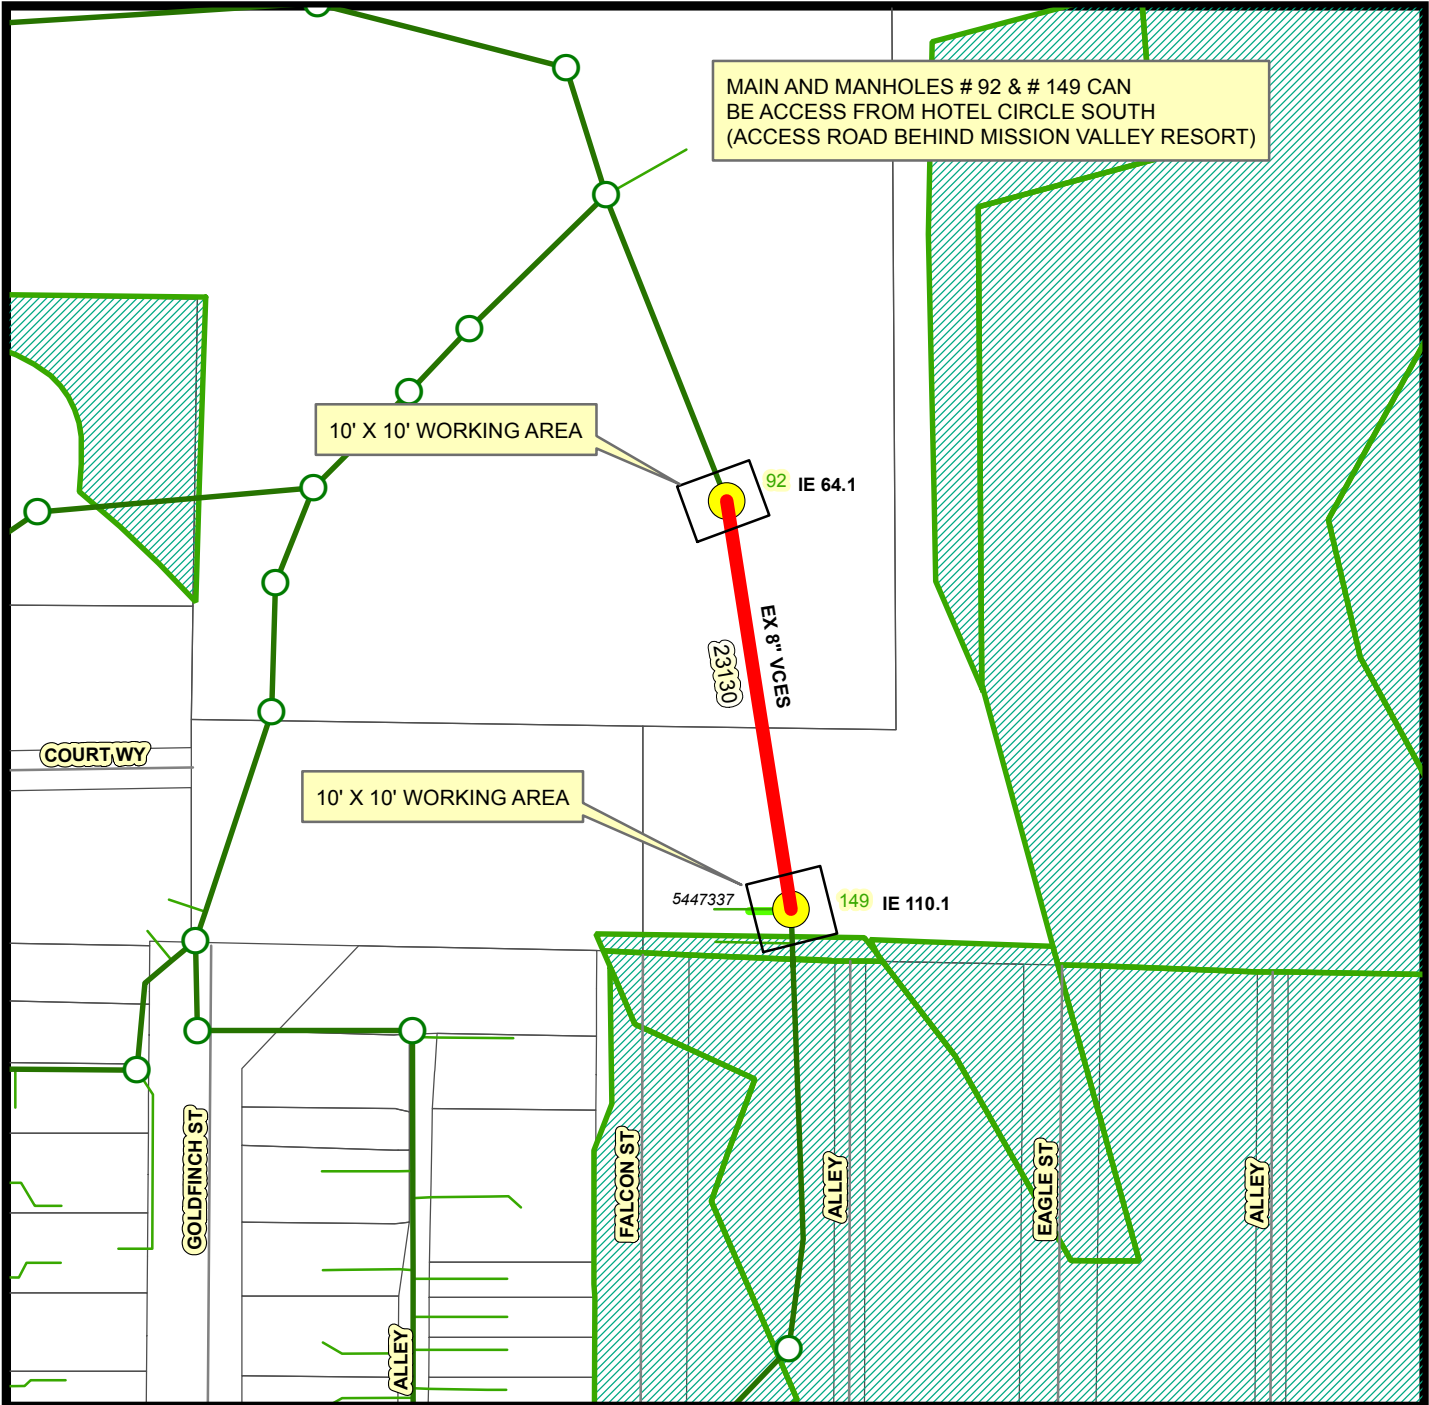 MAIN AND MANHOLES # 92 & # 149 CAN
BE ACCESS FROM HOTEL CIRCLE SOUTH
(ACCESS ROAD BEHIND MISSION VALLEY RESORT)
10' X 10' WORKING AREA
92 IE 64.1
EX 8" VCES
23130
COURT WY
10' X 10' WORKING AREA
5447337
149 IE 110.1
GOLDFINCH ST
FALCON ST
ALLEY
EAGLE ST
ALLEY
ALLEY